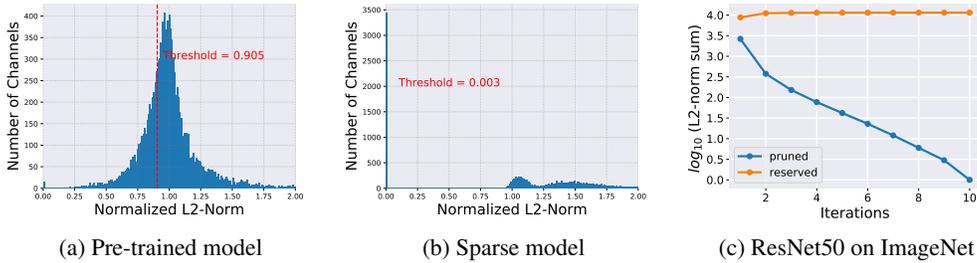 400
350
300
250
200
150
100
50
0
Number of Channels
Threshold = 0.905
0.00 0.25 0.50 0.75 1.00 1.25 1.50 1.75 2.00
Normalized L2-Norm
(a) Pre-trained model
3500
3000
2500
2000
1500
1000
500
0
Number of Channels
Threshold = 0.003
0.00 0.25 0.50 0.75 1.00 1.25 1.50 1.75 2.00
Normalized L2-Norm
(b) Sparse model
4.0
3.5
3.0
2.5
2.0
1.5
1.0
0.5
0.0
log10 (L2-norm sum)
pruned
reserved
2 4 6 8 10
Iterations
(c) ResNet50 on ImageNet